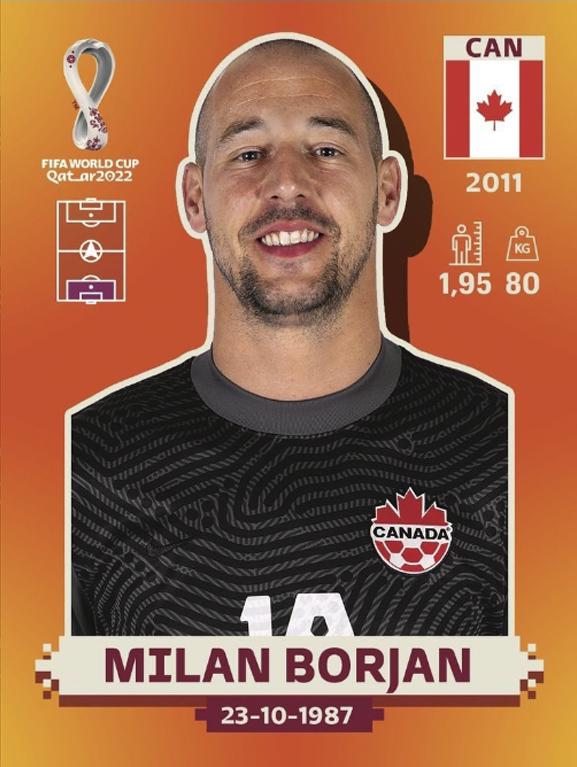 FIFA WORLD CUP
Qatar2022
CAN
2011
KG
1,95 80
CANADA
MILAN BORJAN
23-10-1987